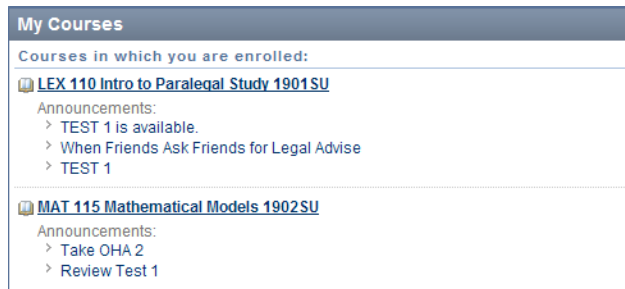 My Courses
Courses in which you are enrolled:
LEX 110 Intro to Paralegal Study 1901SU
Announcements:
> TEST 1 is available.
> When Friends Ask Friends for Legal Advise
> TEST 1
MAT 115 Mathematical Models 1902SU
Announcements:
> Take OHA 2
> Review Test 1